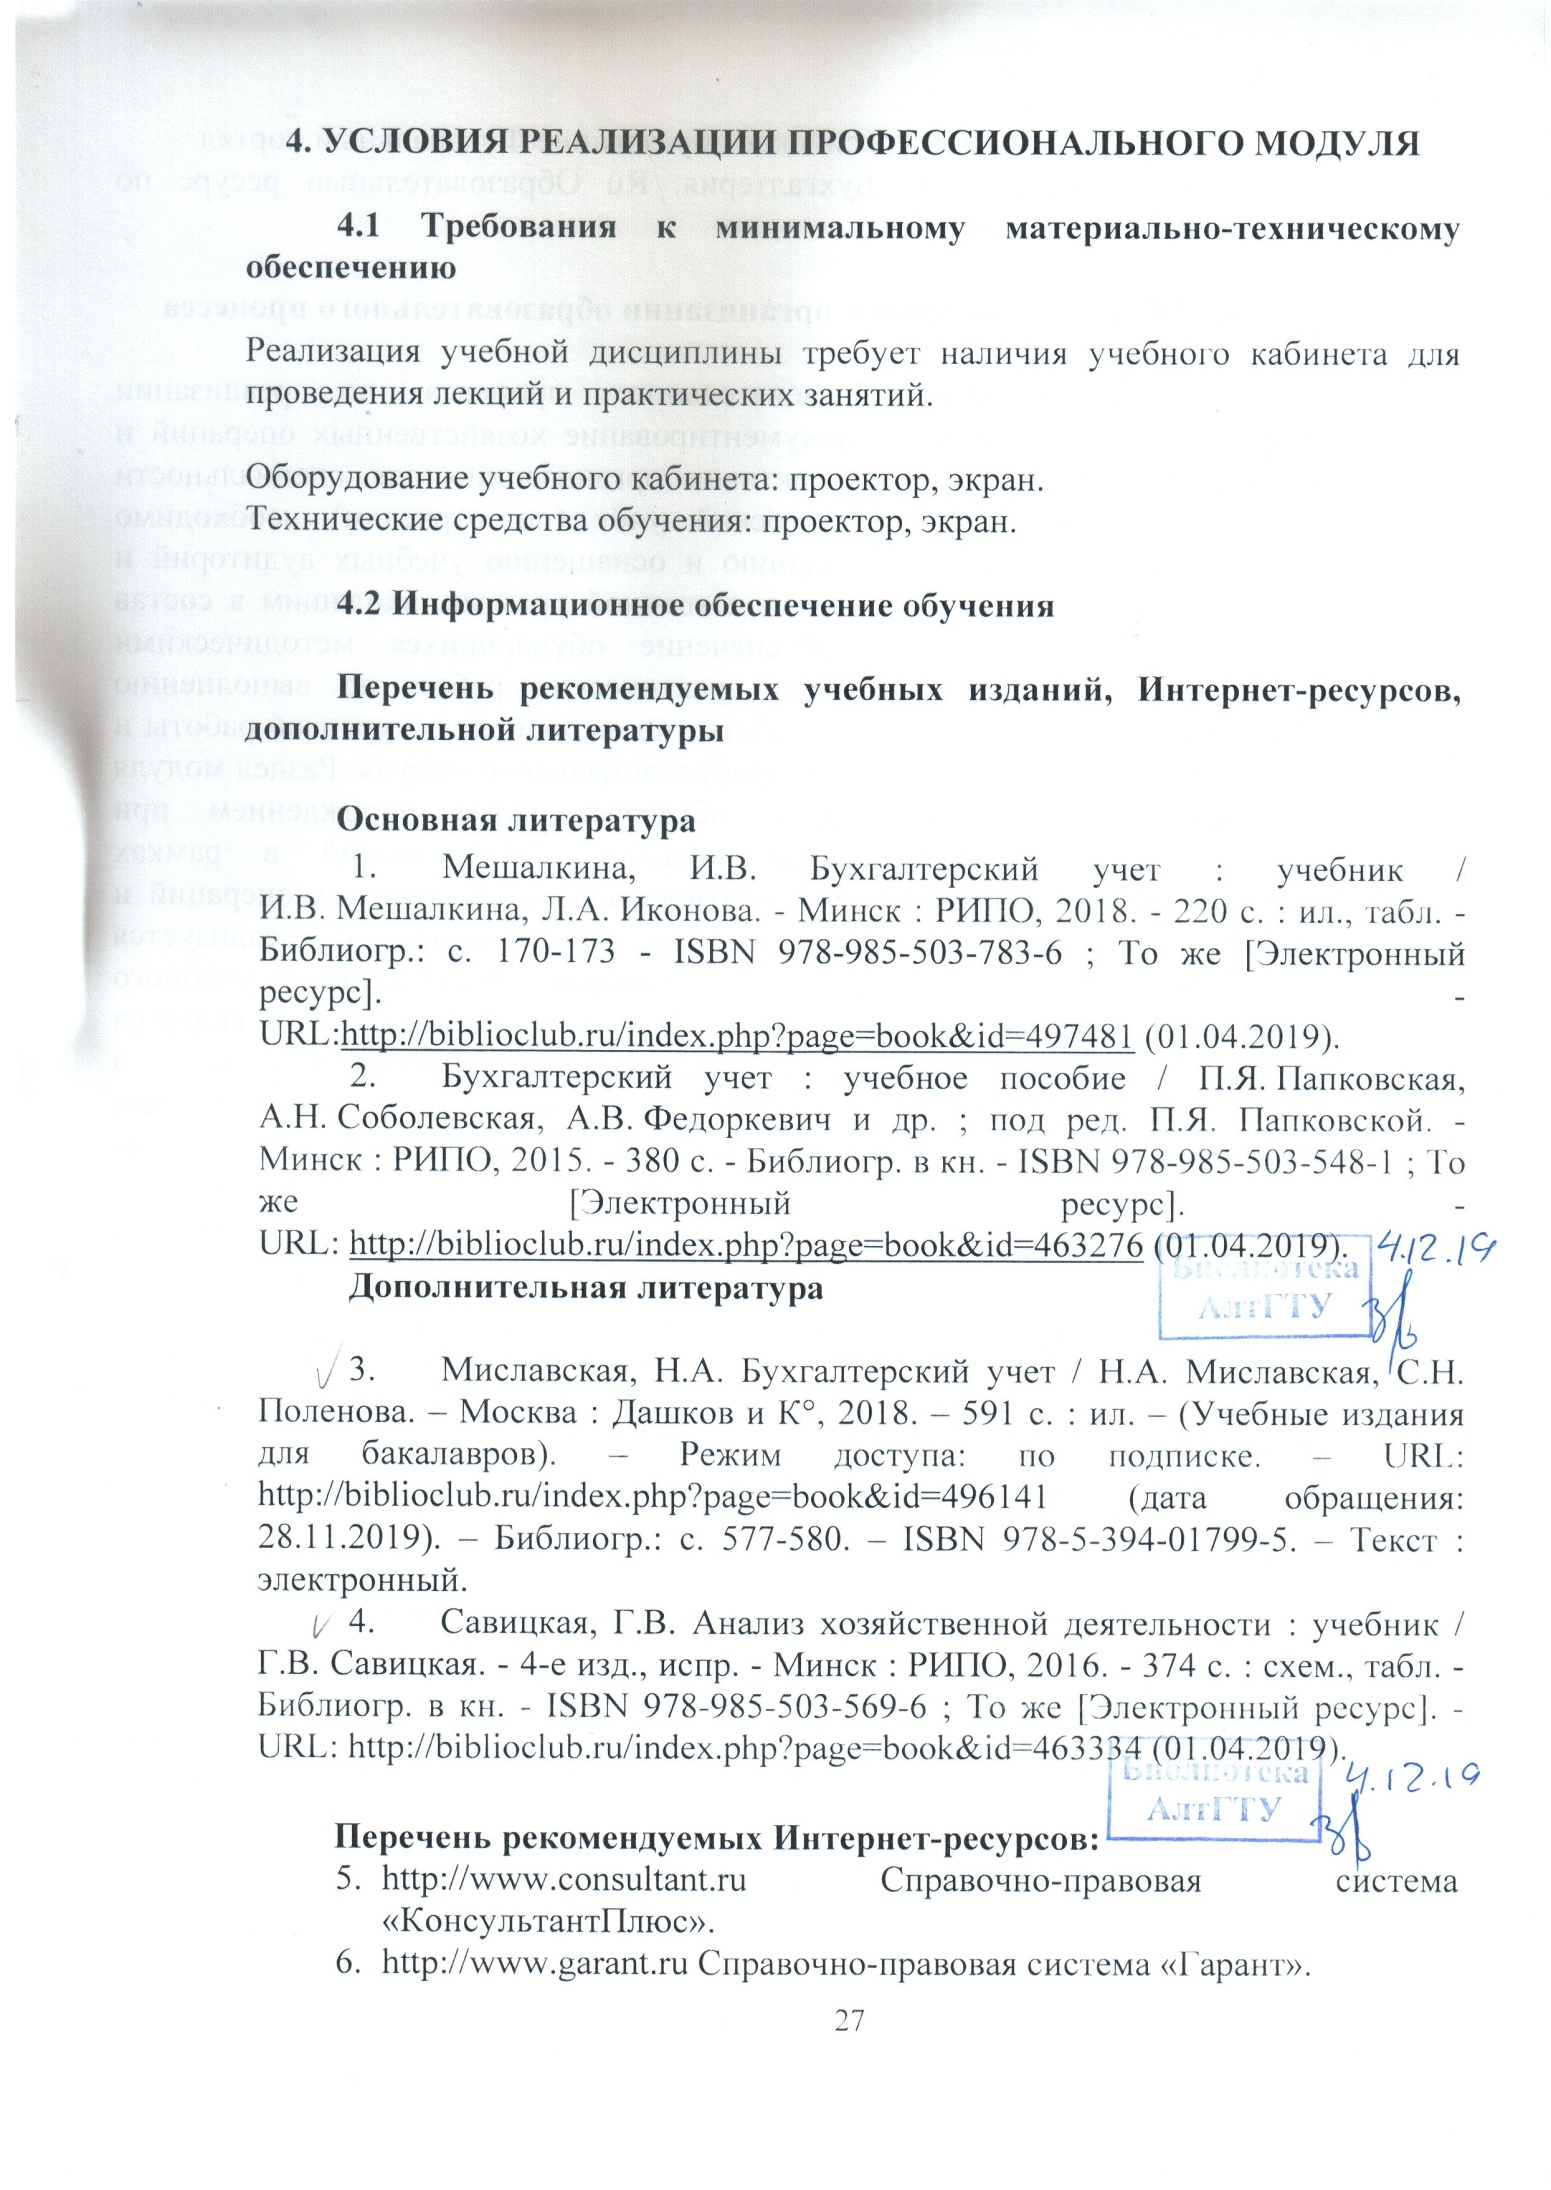 4. УСЛОВИЯ РЕАЛИЗАЦИИ ПРОФЕССИОНАЛЬНОГО МОДУЛЯ
4.1 Требования к минимальному материально-техническому
обеспечению
Реализация учебной дисциплины требует наличия учебного кабинета для
проведения лекций и практических занятий.
Оборудование учебного кабинета: проектор, экран.
Технические средства обучения: проектор, экран.
4.2 Информационное обеспечение обучения
Перечень рекомендуемых учебных изданий, Интернет-ресурсов,
дополнительной литературы
Основная литература
1. Мешалкина, И.В. Бухгалтерский учет : учебник /
И.В. Мешалкина, Л.А. Иконова. - Минск : РИПО, 2018. - 220 с. : ил., табл. -
Библиогр.: с. 170-173 - ISBN 978-985-503-783-6 ; То же [Электронный
ресурс]. -
URL:http://biblioclub.ru/index.php?page=book&id=497481 (01.04.2019).
2. Бухгалтерский учет : учебное пособие / П.Я. Папковская,
А.Н. Соболевская, А.В. Федоркевич и др. ; под ред. П.Я. Папковской. -
Минск : РИПО, 2015. - 380 с. - Библиогр. в кн. - ISBN 978-985-503-548-1 ; То
же [Электронный ресурс]. -
URL: http://biblioclub.ru/index.php?page=book&id=463276 (01.04.2019). 4.12.19
Библиотека
АлтГТУ
Дополнительная литература
3. Миславская, Н.А. Бухгалтерский учет / Н.А. Миславская, С.Н.
Поленова. – Москва : Дашков и К°, 2018. – 591 с. : ил. – (Учебные издания
для бакалавров). – Режим доступа: по подписке. – URL:
http://biblioclub.ru/index.php?page=book&id=496141 (дата обращения:
28.11.2019). – Библиогр.: с. 577-580. – ISBN 978-5-394-01799-5. – Текст :
электронный.
4. Савицкая, Г.В. Анализ хозяйственной деятельности : учебник /
Г.В. Савицкая. - 4-е изд., испр. - Минск : РИПО, 2016. - 374 с. : схем., табл. -
Библиогр. в кн. - ISBN 978-985-503-569-6 ; То же [Электронный ресурс]. -
URL: http://biblioclub.ru/index.php?page=book&id=463334 (01.04.2019).
Библиотека 4.12.19
АлтГТУ
Перечень рекомендуемых Интернет-ресурсов:
5. http://www.consultant.ru Справочно-правовая система
«КонсультантПлюс».
6. http://www.garant.ru Справочно-правовая система «Гарант».
27